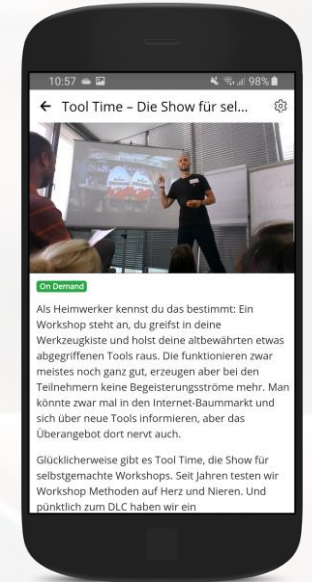 10:57
98%
Tool Time – Die Show für sel...
On Demand
Als Heimwerker kennst du das bestimmt: Ein
Workshop steht an, du greifst in deine
Werkzeugkiste und holst deine altbewährten etwas
abgegriffenen Tools raus. Die funktionieren zwar
meistes noch ganz gut, erzeugen aber bei den
Teilnehmern keine Begeisterungsströme mehr. Man
könnte zwar mal in den Internet-Baummarkt und
sich über neue Tools informieren, aber das
Überangebot dort nervt auch.
Glücklicherweise gibt es Tool Time, die Show für
selbstgemachte Workshops. Seit Jahren testen wir
Workshop Methoden auf Herz und Nieren. Und
pünktlich zum DLC haben wir ein